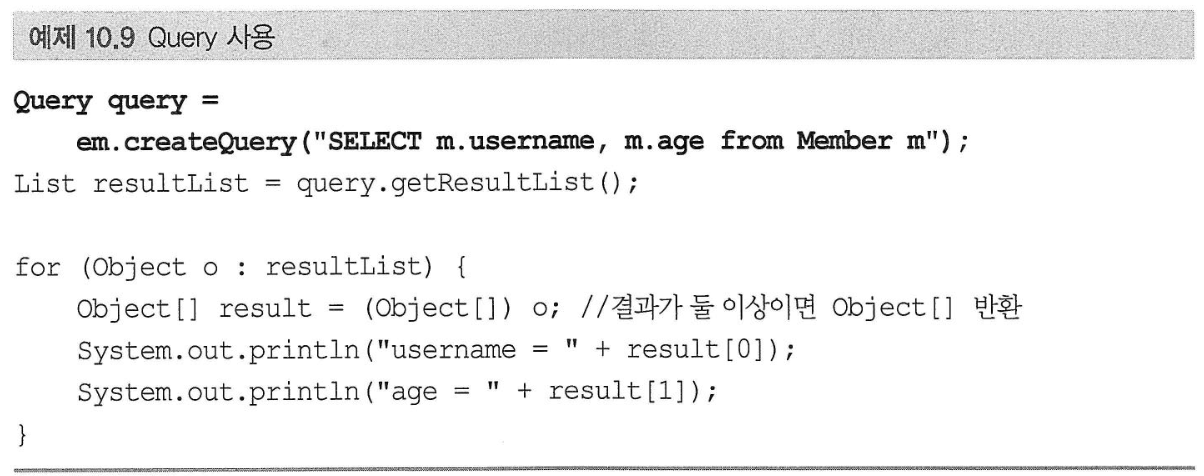 예제 10.9 Query 사용
Query query =
    em.createQuery("SELECT m.username, m.age from Member m");
List resultList = query.getResultList();

for (Object o : resultList) {
    Object[] result = (Object[]) o; //결과가 둘 이상이면 Object[] 반환
    System.out.println("username = " + result[0]);
    System.out.println("age = " + result[1]);
}